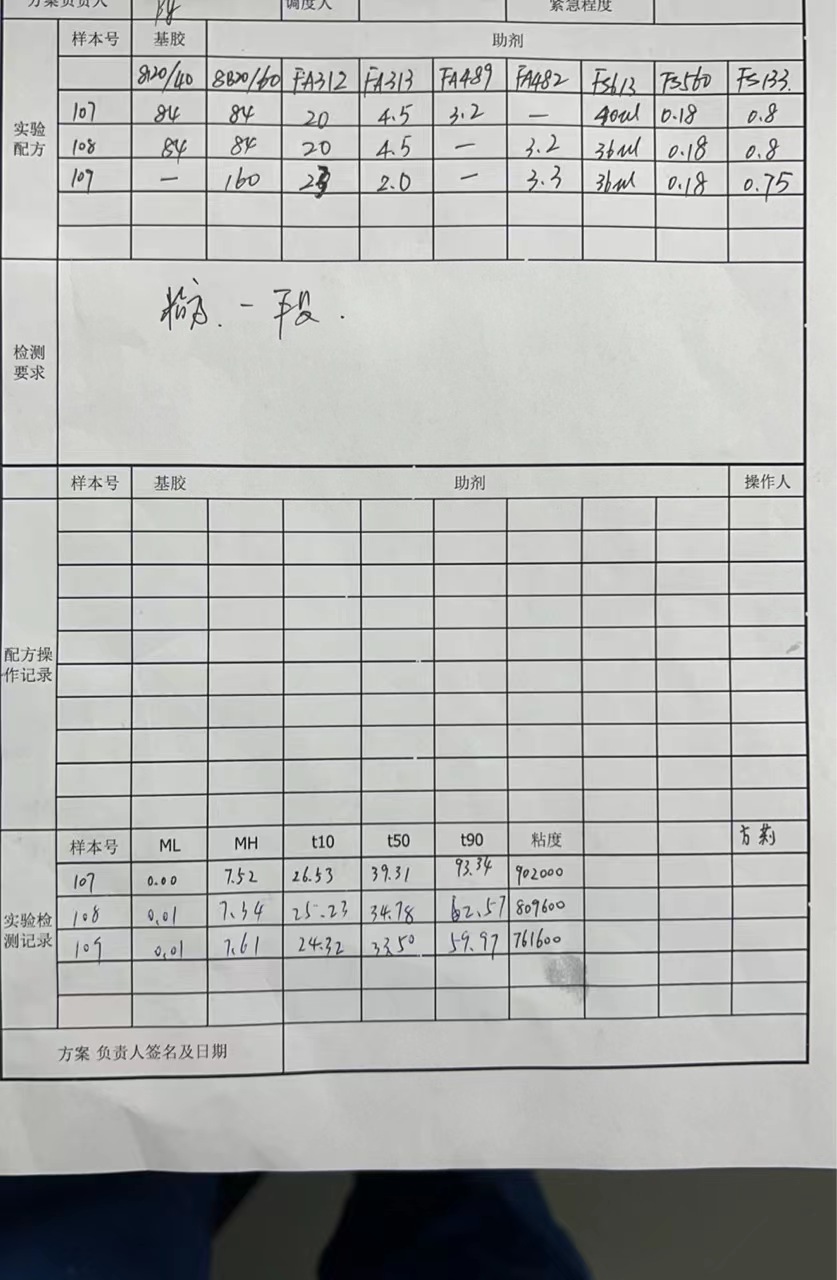 方案负责人 调度人 紧急程度
样本号 基胶 助剂
8120/40 8820/60 FA312 FA313 FA489 FA482 FS613 FS560 FS133.
实验配方
107 84 84 20 4.5 3.2 — 40ul 0.18 0.8
108 84 84 20 4.5 — 3.2 36ul 0.18 0.8
109 — 160 2.0 — 3.3 36ul 0.18 0.75
检测要求
一段.
样本号 基胶 助剂 操作人
配方操作记录
样本号 ML MH t10 t50 t90 粘度
实验检测记录
107 0.00 7.52 26.53 39.31 93.34 902000
108 0.01 7.34 25.23 34.78 62.57 809600
109 0.01 7.61 24.32 33.50 59.97 761600
方案 负责人签名及日期